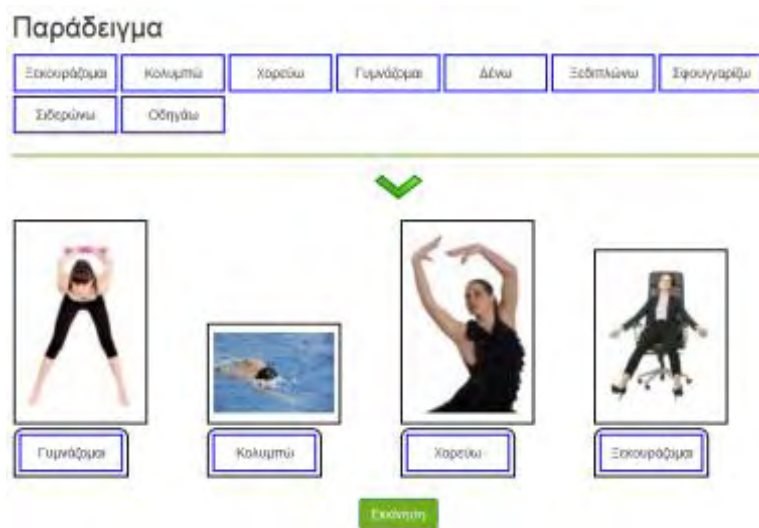 Παράδειγμα
Ξεκουράζομαι Κολυμπώ Χορεύω Γυμνάζομαι Δένω Ξεδιπλώνω Σφουγγαρίζω
Σιδερώνω Οδηγάω
Γυμνάζομαι Κολυμπώ Χορεύω Ξεκουράζομαι
Εκκίνηση